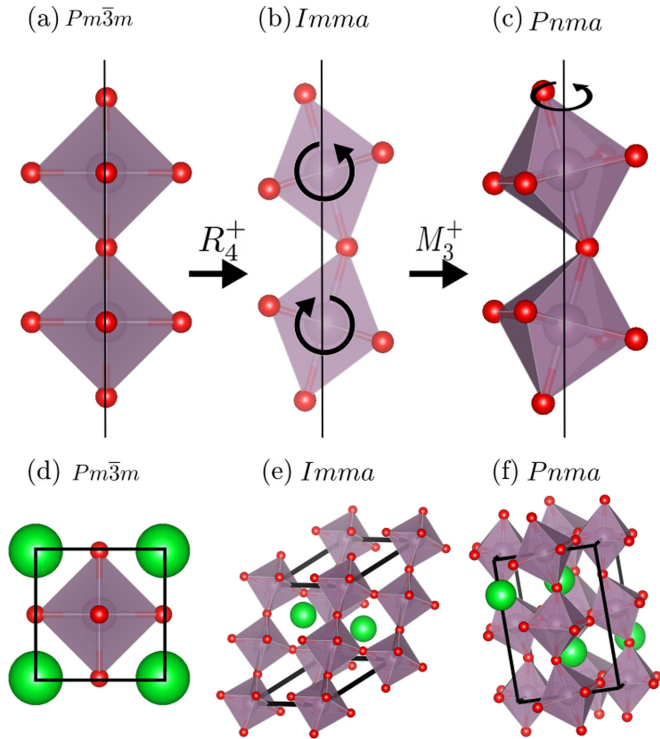 (a) Pm3̅m
(b) Imma
(c) Pnma
R₄⁺
M₃⁺
(d) Pm3̅m
(e) Imma
(f) Pnma